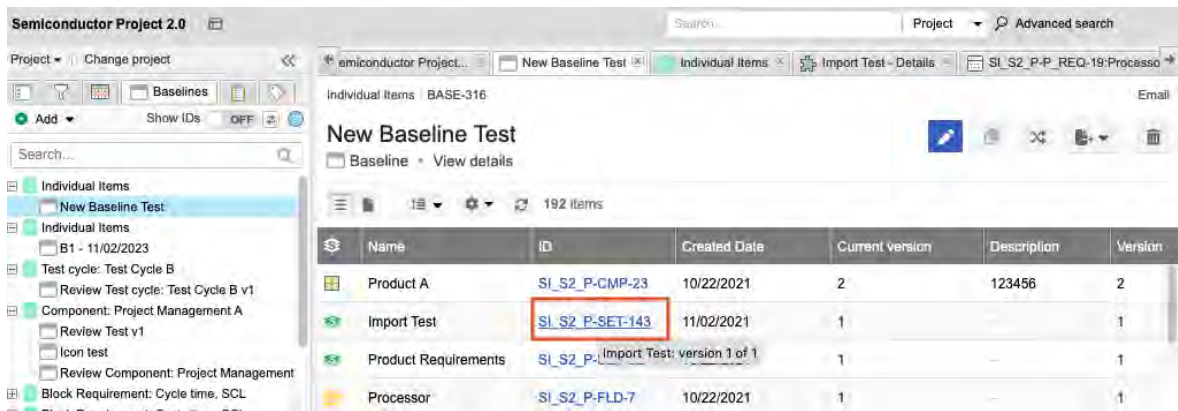 Semiconductor Project 2.0
Search... Project Advanced search
Project Change project
emiconductor Project... New Baseline Test Individual Items Import Test - Details SI_S2_P-P_REQ-19:Processo
Baselines
Add Show IDs OFF
Search...
Individual Items
New Baseline Test
Individual Items
B1 - 11/02/2023
Test cycle: Test Cycle B
Review Test cycle: Test Cycle B v1
Component: Project Management A
Review Test v1
Icon test
Review Component: Project Management
Block Requirement: Cycle time, SCL
Individual Items BASE-316 Email
New Baseline Test
Baseline • View details
192 items
Name ID Created Date Current version Description Version
Product A SI_S2_P-CMP-23 10/22/2021 2 123456 2
Import Test SI_S2_P-SET-143 11/02/2021 1 1
Import Test: version 1 of 1
Product Requirements SI_S2_P- 1 1
Processor SI_S2_P-FLD-7 10/22/2021 1 1